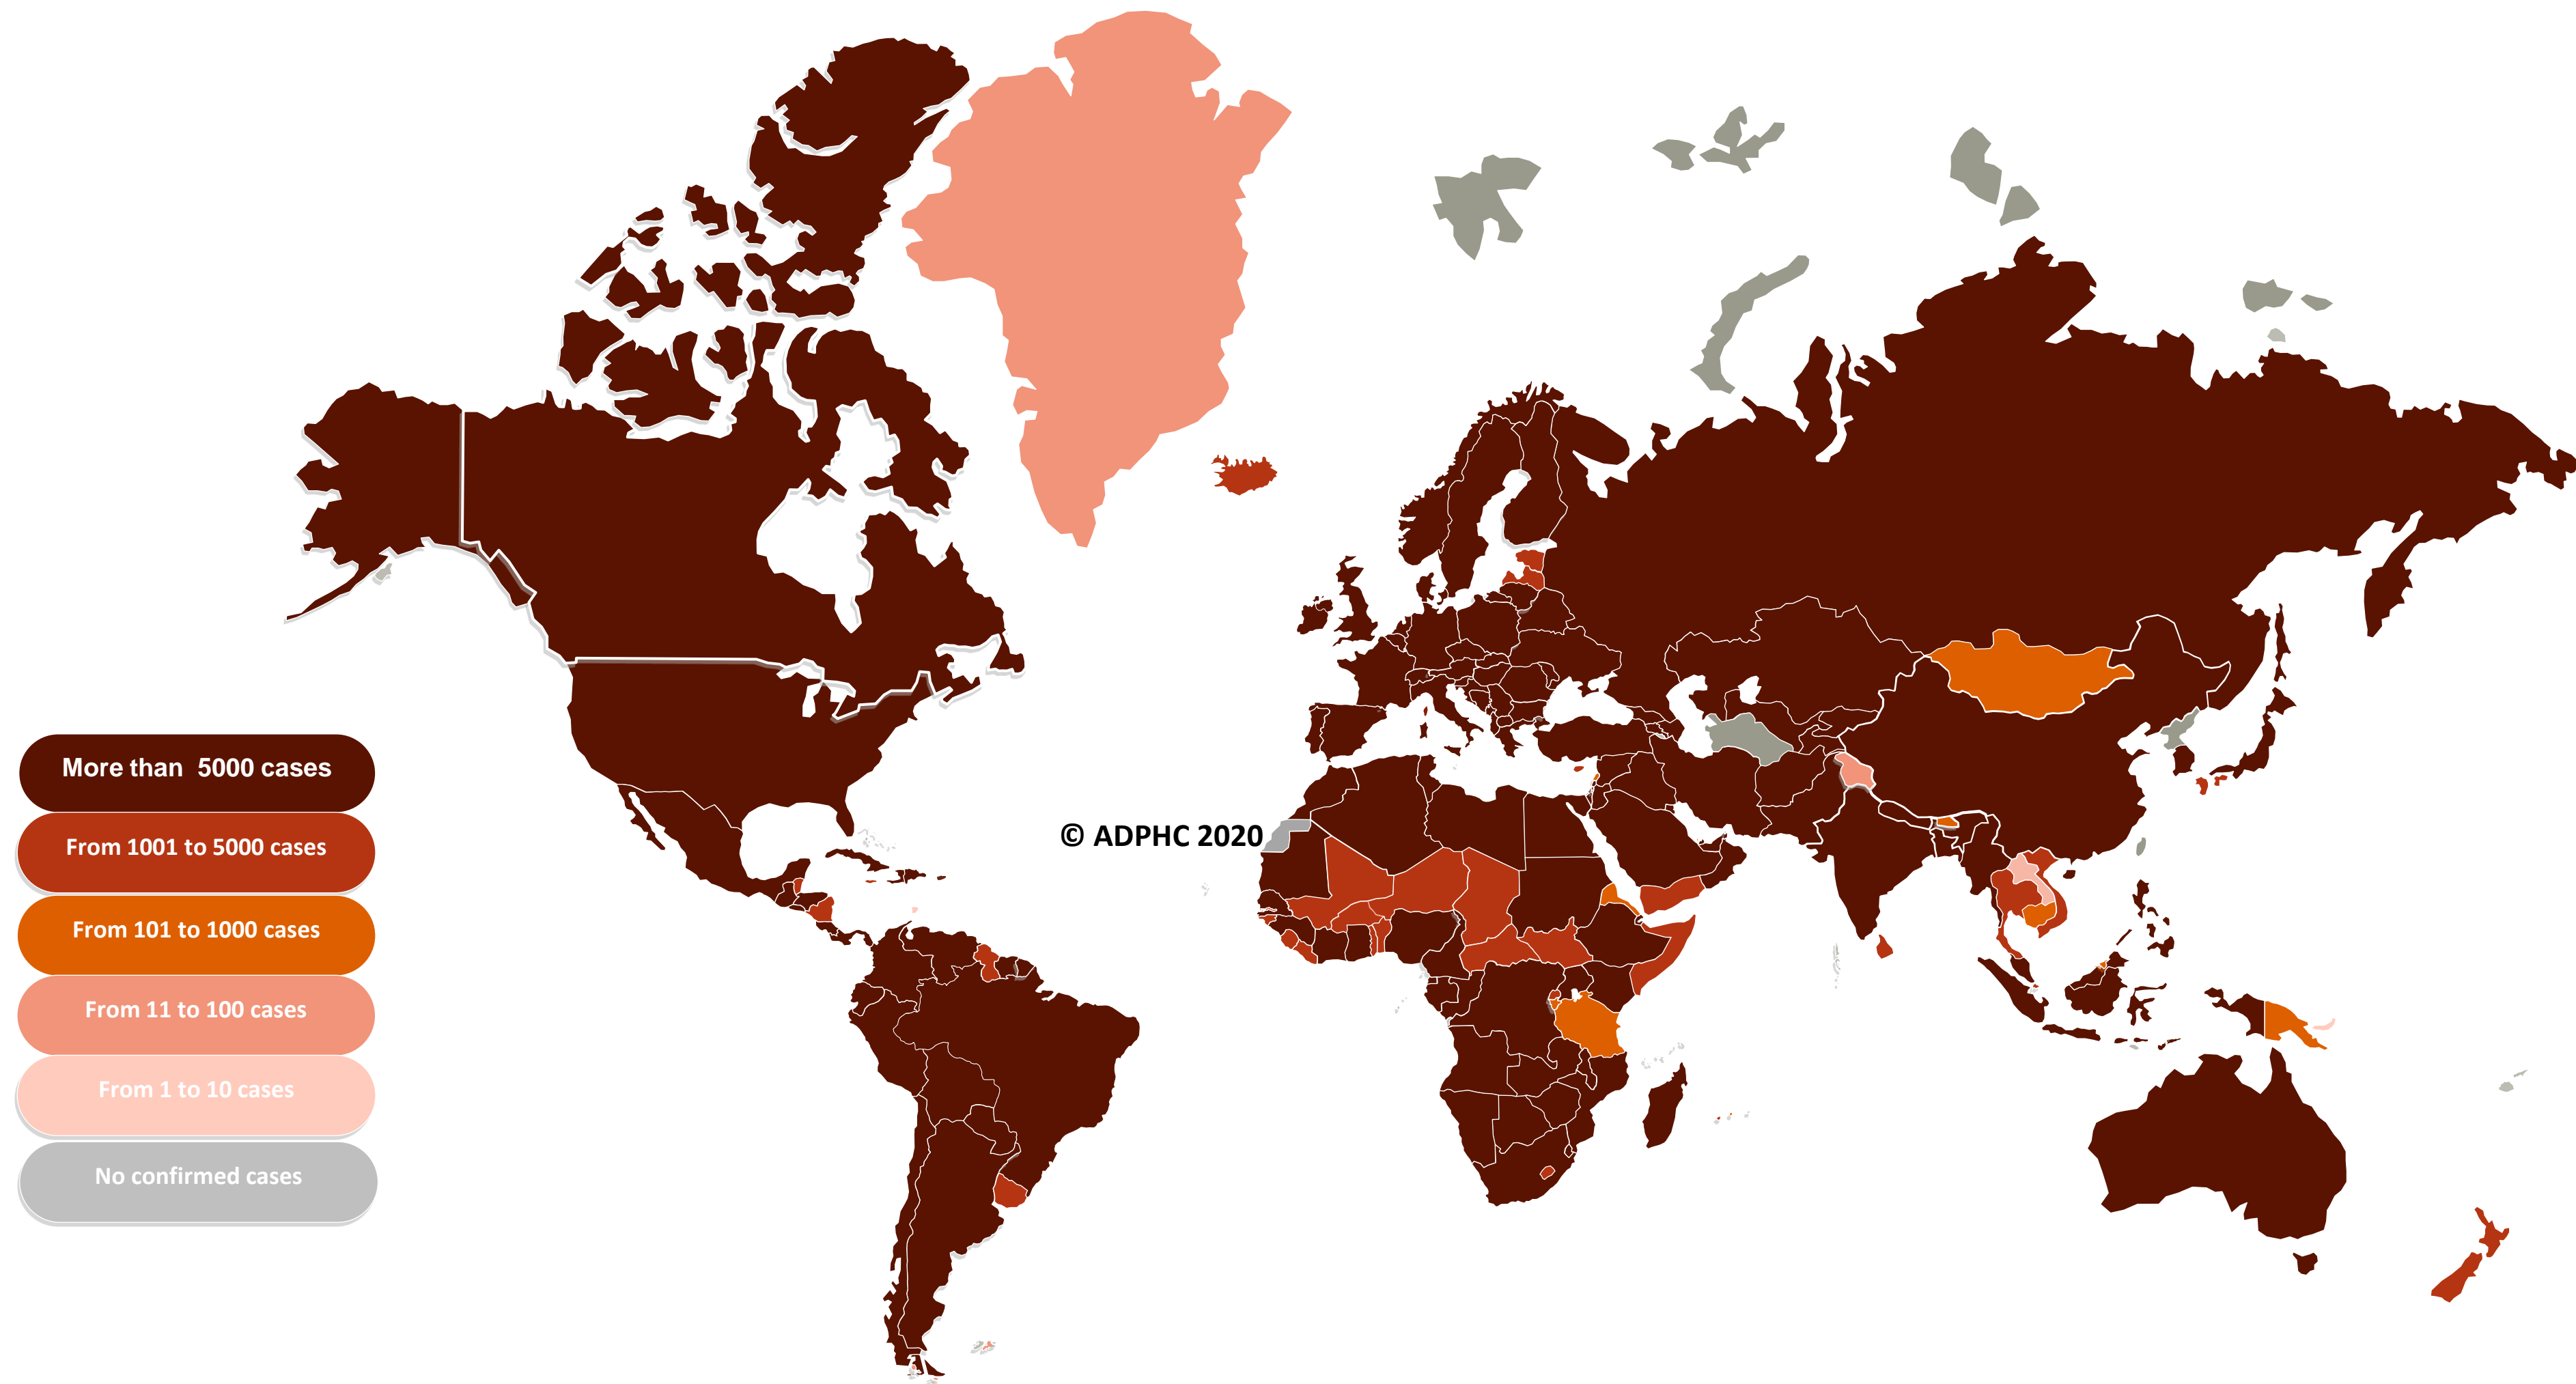 More than  5000 cases
From 1001 to 5000 cases
From 101 to 1000 cases
From 11 to 100 cases
From 1 to 10 cases
No confirmed cases
© ADPHC 2020